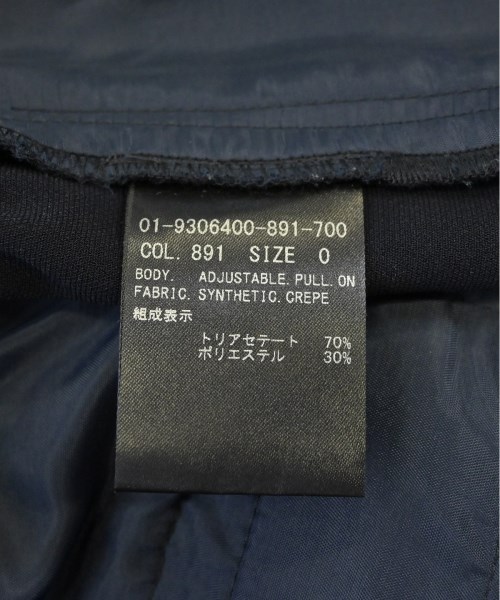 01-9306400-891-700
COL. 891 SIZE 0
BODY. ADJUSTABLE. PULL. ON
FABRIC. SYNTHETIC. CREPE
組成表示
トリアセテート 70%
ポリエステル 30%